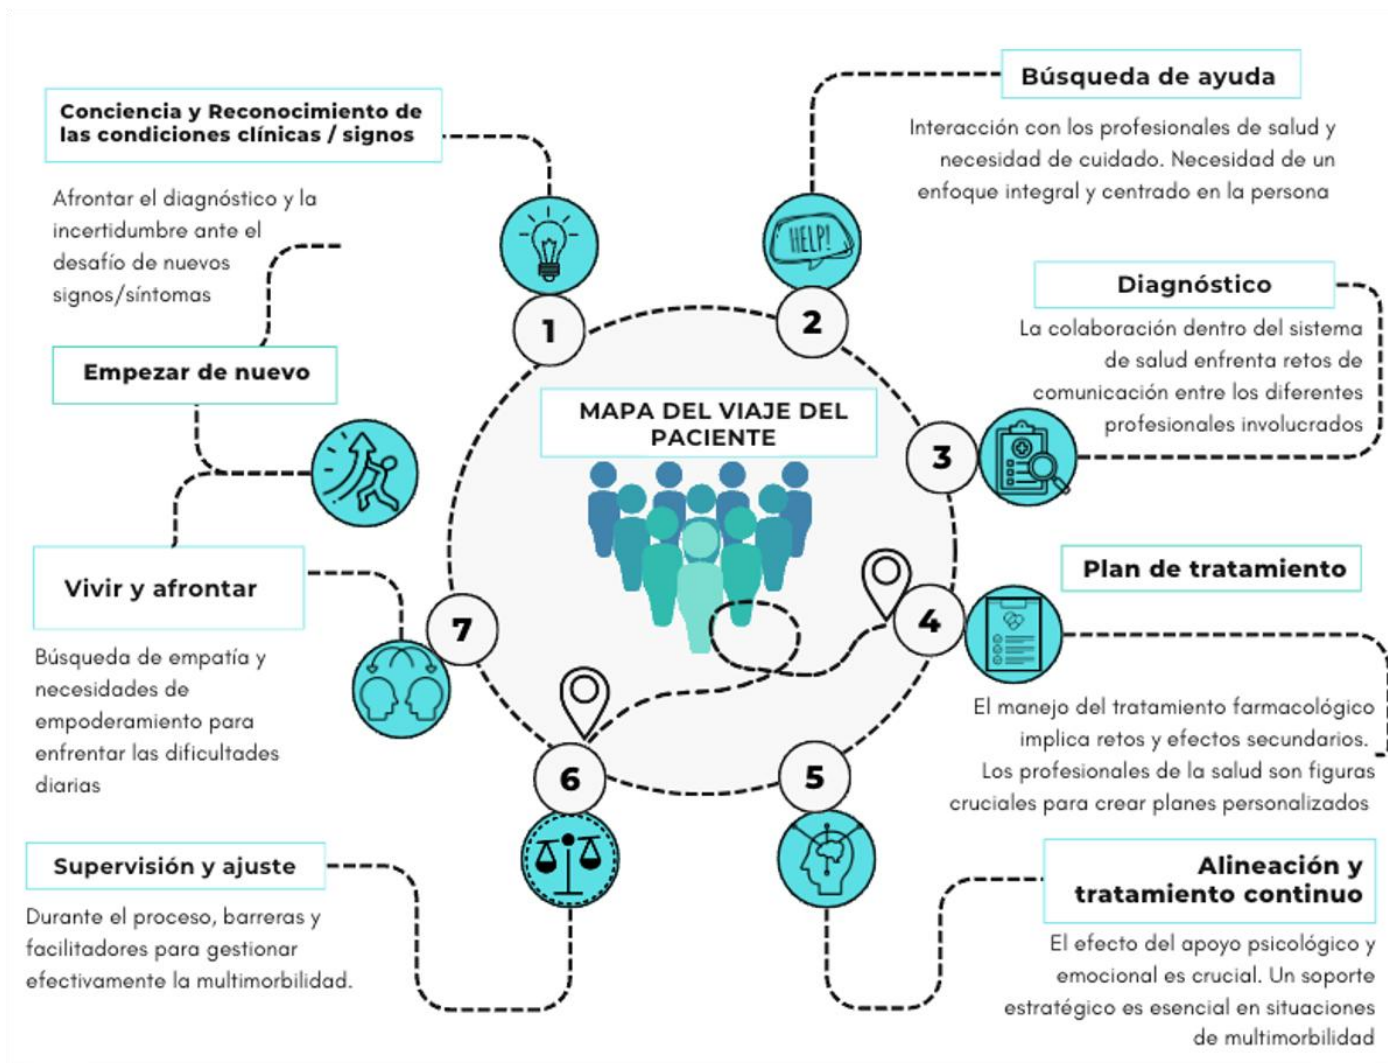 Conciencia y Reconocimiento de
las condiciones clínicas / signos
Afrontar el diagnóstico y la
incertidumbre ante el
desafío de nuevos
signos/síntomas
1
Búsqueda de ayuda
Interacción con los profesionales de salud y
necesidad de cuidado. Necesidad de un
enfoque integral y centrado en la persona
HELP!
2
Diagnóstico
La colaboración dentro del sistema
de salud enfrenta retos de
comunicación entre los diferentes
profesionales involucrados
3
MAPA DEL VIAJE DEL
PACIENTE
Plan de tratamiento
4
El manejo del tratamiento farmacológico
implica retos y efectos secundarios.
Los profesionales de la salud son figuras
cruciales para crear planes personalizados
5
Alineación y
tratamiento continuo
El efecto del apoyo psicológico y
emocional es crucial. Un soporte
estratégico es esencial en situaciones
de multimorbilidad
6
Supervisión y ajuste
Durante el proceso, barreras y
facilitadores para gestionar
efectivamente la multimorbilidad.
7
Vivir y afrontar
Búsqueda de empatía y
necesidades de
empoderamiento para
enfrentar las dificultades
diarias
Empezar de nuevo